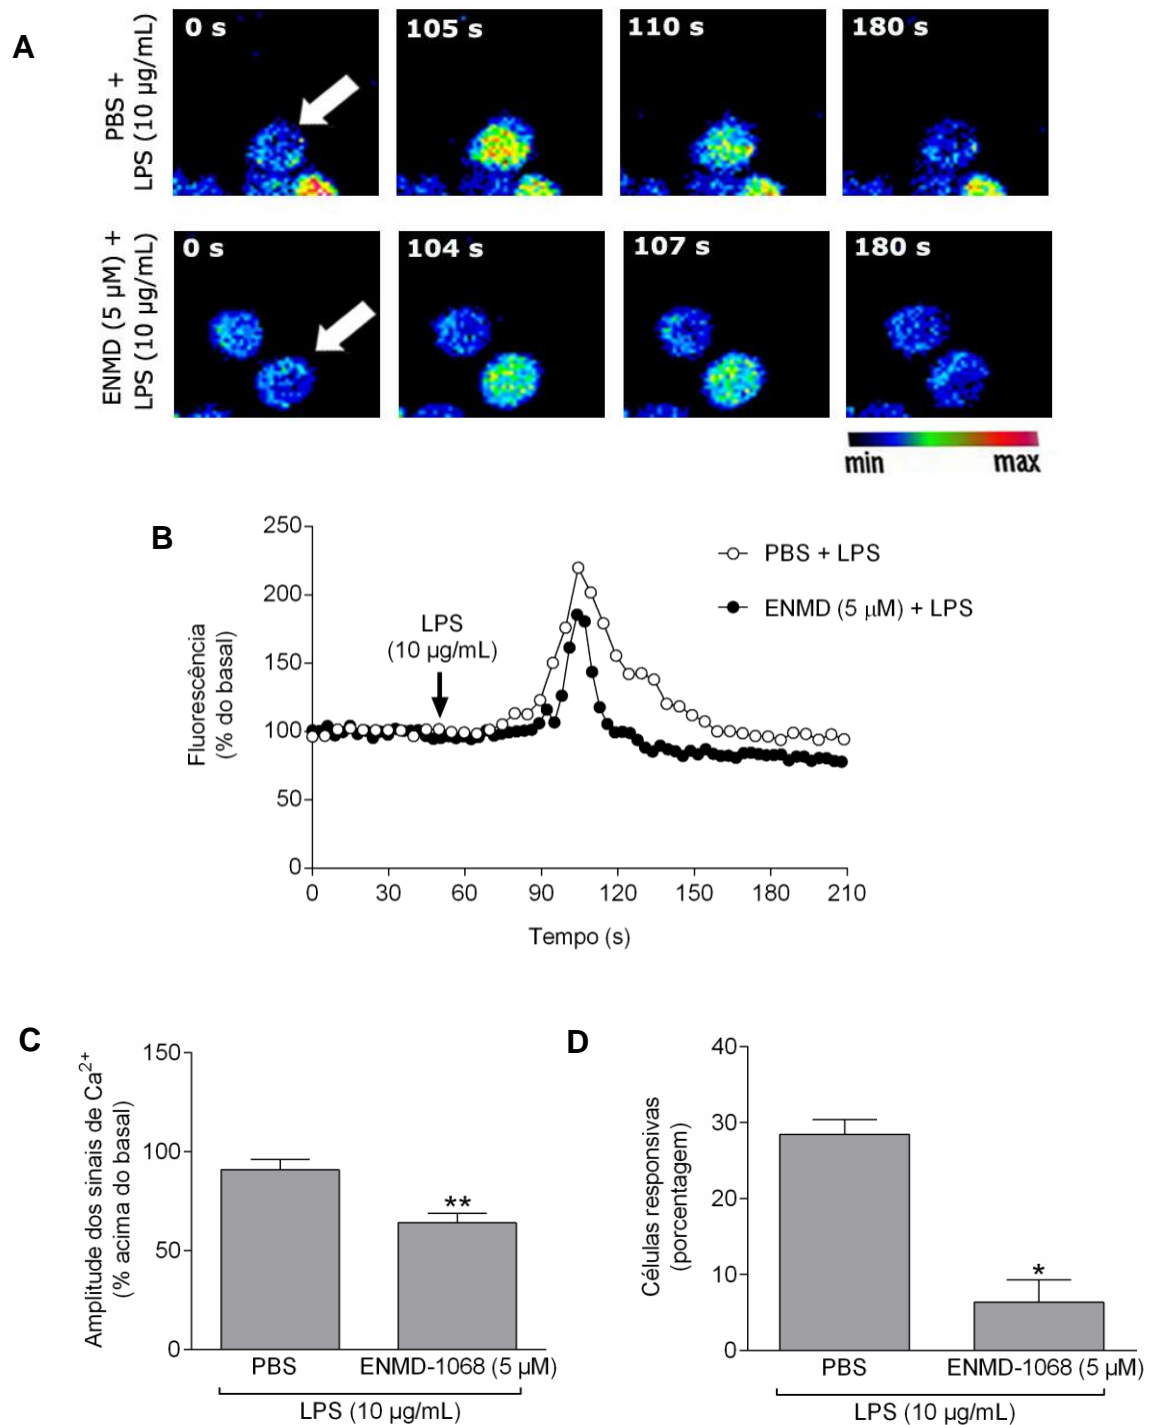 A
PBS +
LPS (10 µg/mL)
0 s
105 s
110 s
180 s
ENMD (5 µM) +
LPS (10 µg/mL)
0 s
104 s
107 s
180 s
min
max
B
250
200
150
100
50
0
Fluorescência
(% do basal)
LPS
(10 µg/mL)
PBS + LPS
ENMD (5 µM) + LPS
0
30
60
90
120
150
180
210
Tempo (s)
C
Amplitude dos sinais de Ca2+
(% acima do basal)
150
100
50
0
**
PBS
ENMD-1068 (5 µM)
LPS (10 µg/mL)
D
Células responsivas
(porcentagem)
40
30
20
10
0
*
PBS
ENMD-1068 (5 µM)
LPS (10 µg/mL)